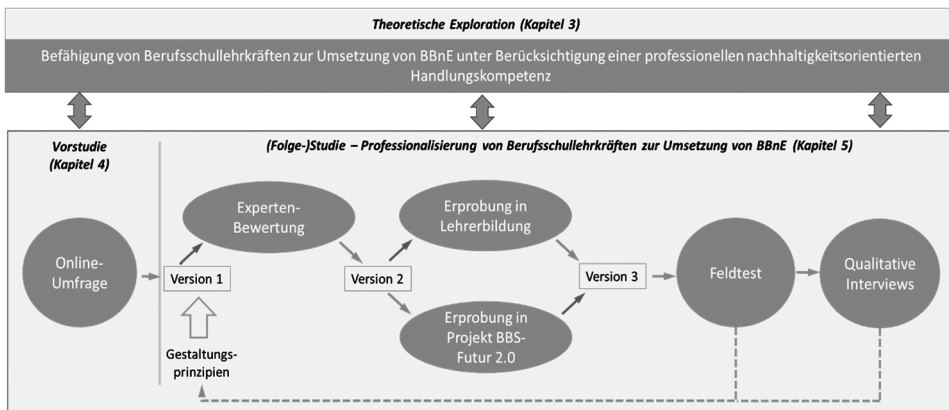 Theoretische Exploration (Kapitel 3)
Befähigung von Berufsschullehrkräften zur Umsetzung von BBnE unter Berücksichtigung einer professionellen nachhaltigkeitsorientierten
Handlungskompetenz
Vorstudie
(Kapitel 4)
(Folge-)Studie – Professionalisierung von Berufsschullehrkräften zur Umsetzung von BBnE (Kapitel 5)
Online-
Umfrage
Version 1
Gestaltungs-
prinzipien
Experten-
Bewertung
Version 2
Erprobung in
Lehrerbildung
Erprobung in
Projekt BBS-
Futur 2.0
Version 3
Feldtest
Qualitative
Interviews